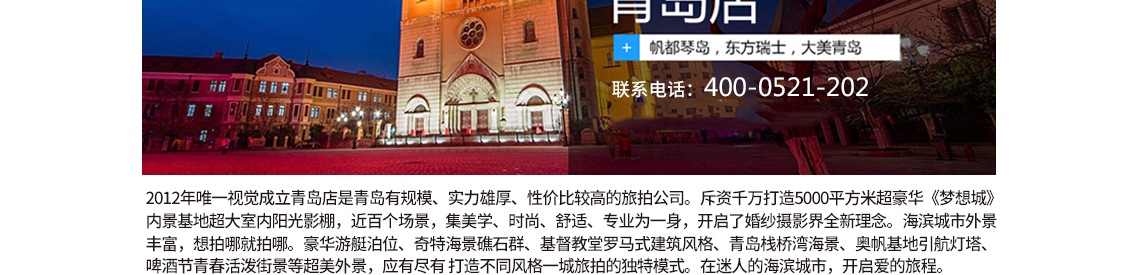 青岛店
+ 帆都琴岛，东方瑞士，大美青岛
联系电话：400-0521-202
2012年唯一视觉成立青岛店是青岛有规模、实力雄厚、性价比较高的旅拍公司。斥资千万打造5000平方米超豪华《梦想城》
内景基地超大室内阳光影棚，近百个场景，集美学、时尚、舒适、专业为一身，开启了婚纱摄影界全新理念。海滨城市外景
丰富，想拍哪就拍哪。豪华游艇泊位、奇特海景礁石群、基督教堂罗马式建筑风格、青岛栈桥湾海景、奥帆基地引航灯塔、
啤酒节青春活泼街景等超美外景，应有尽有 打造不同风格一城旅拍的独特模式。在迷人的海滨城市，开启爱的旅程。